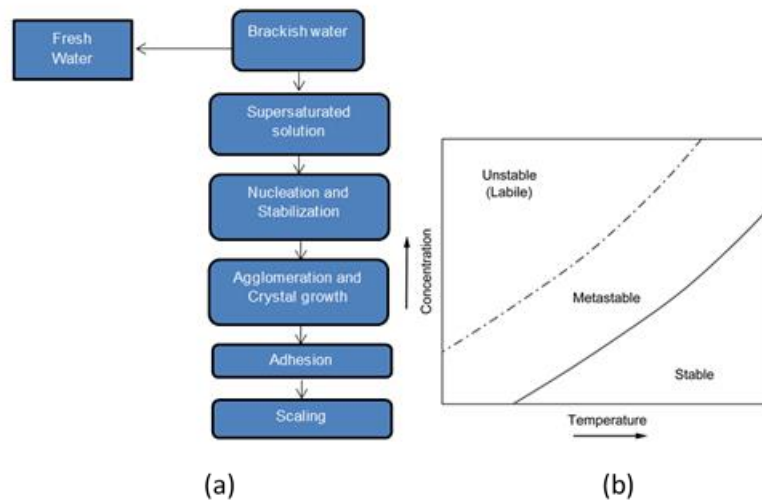 Fresh
Water
Brackish water
Supersaturated
solution
Nucleation and
Stabilization
Agglomeration and
Crystal growth
Adhesion
Scaling
(a)
Unstable
(Labile)
Metastable
Stable
Concentration
Temperature
(b)